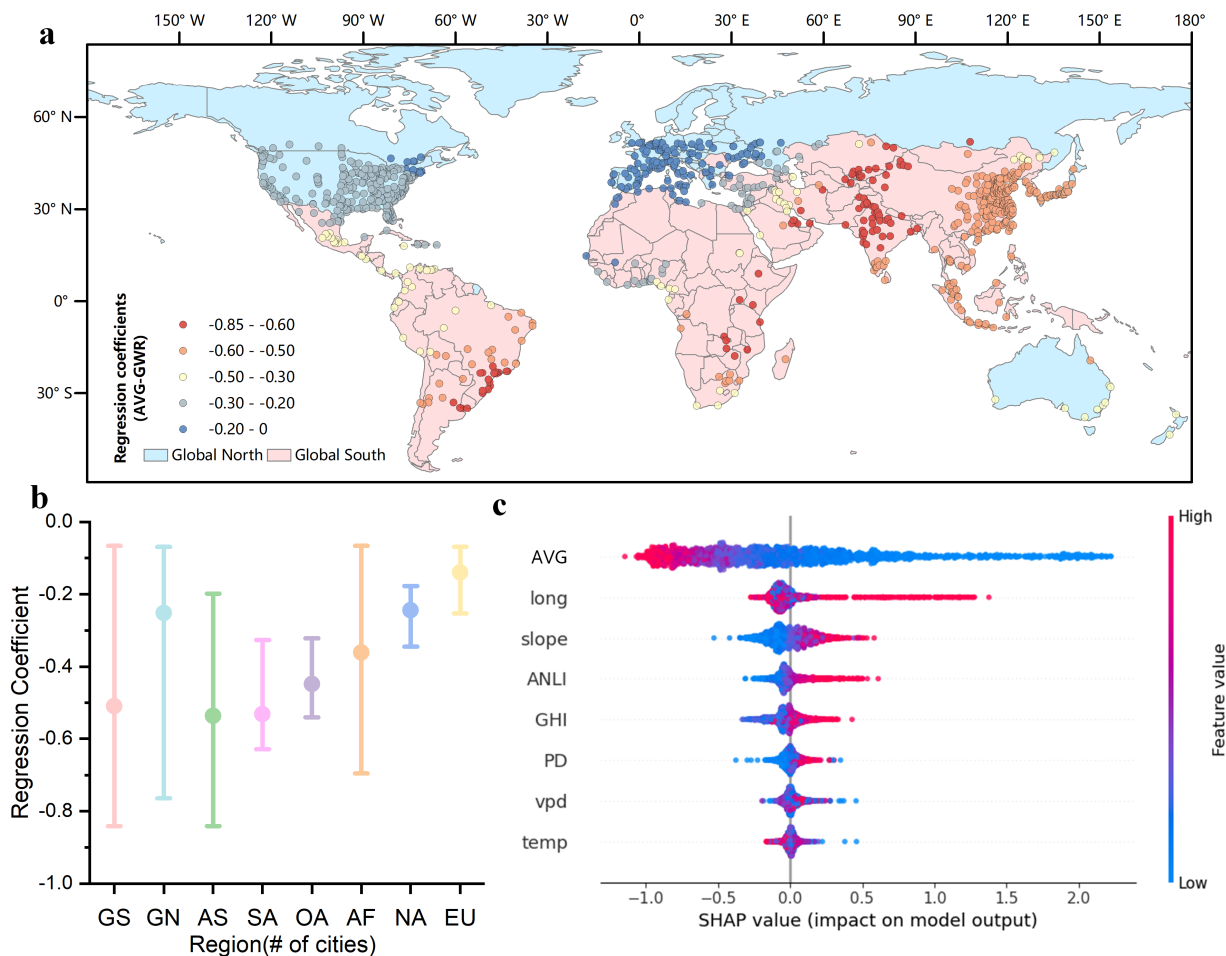 a
150° W 120° W 90° W 60° W 30° W 0° 30° E 60° E 90° E 120° E 150° E 180°
60° N
30° N
0°
30° S
Regression coefficients
(AVG-GWR)
-0.85 - -0.60
-0.60 - -0.50
-0.50 - -0.30
-0.30 - -0.20
-0.20 - 0
Global North Global South
b
Regression Coefficient
0.0
-0.2
-0.4
-0.6
-0.8
-1.0
GS GN AS SA OA AF NA EU
Region(# of cities)
c
AVG
long
slope
ANLI
GHI
PD
vpd
temp
−1.0 −0.5 0.0 0.5 1.0 1.5 2.0
SHAP value (impact on model output)
High
Feature value
Low